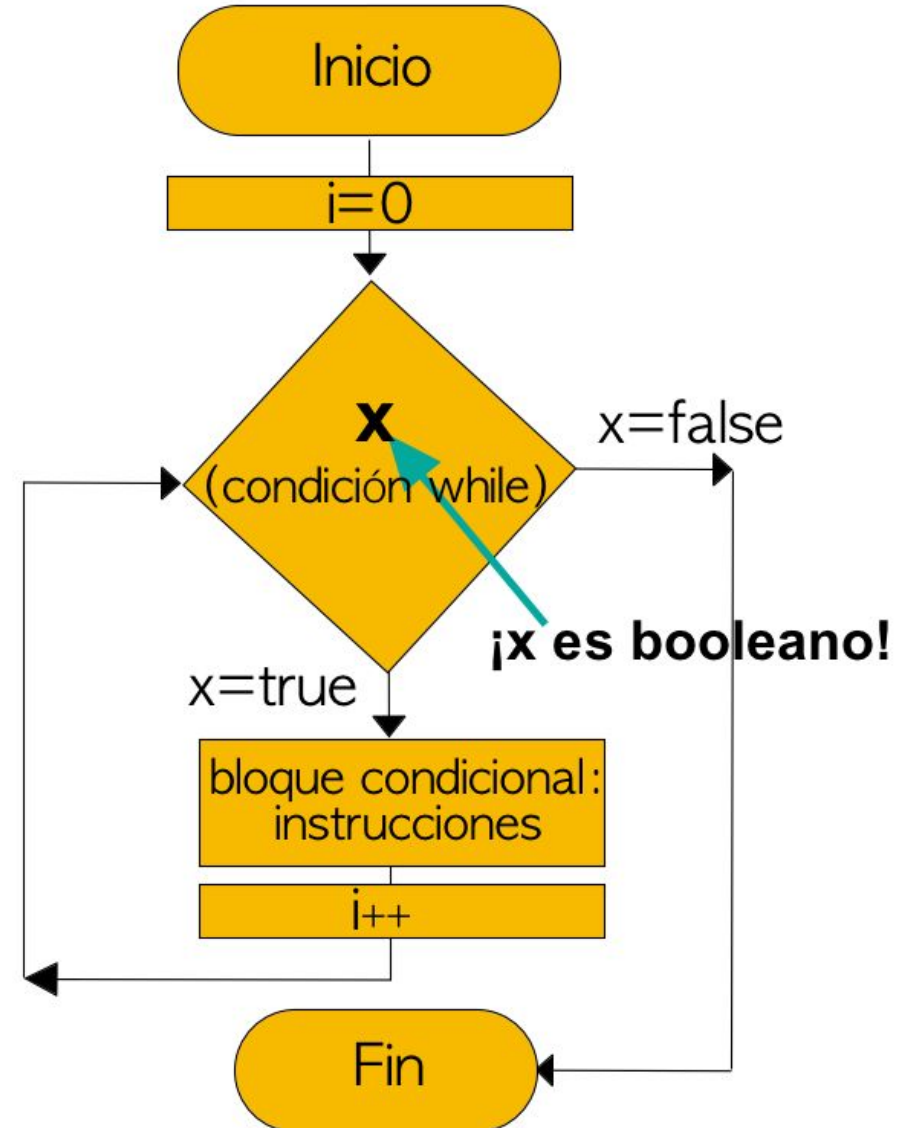 Inicio
i=0
x
(condición while)
x=false
¡x es booleano!
x=true
bloque condicional:
instrucciones
i++
Fin